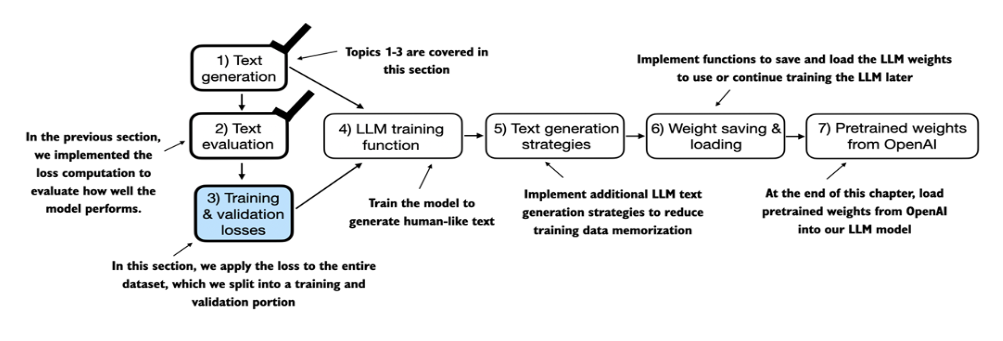 1) Text
generation
Topics 1-3 are covered in
this section
Implement functions to save and load the LLM weights
to use or continue training the LLM later
In the previous section,
we implemented the
loss computation to
evaluate how well the
model performs.
2) Text
evaluation
4) LLM training
function
5) Text generation
strategies
6) Weight saving &
loading
7) Pretrained weights
from OpenAI
3) Training
& validation
losses
Train the model to
generate human-like text
Implement additional LLM text
generation strategies to reduce
training data memorization
At the end of this chapter, load
pretrained weights from OpenAI
into our LLM model
In this section, we apply the loss to the entire
dataset, which we split into a training and
validation portion